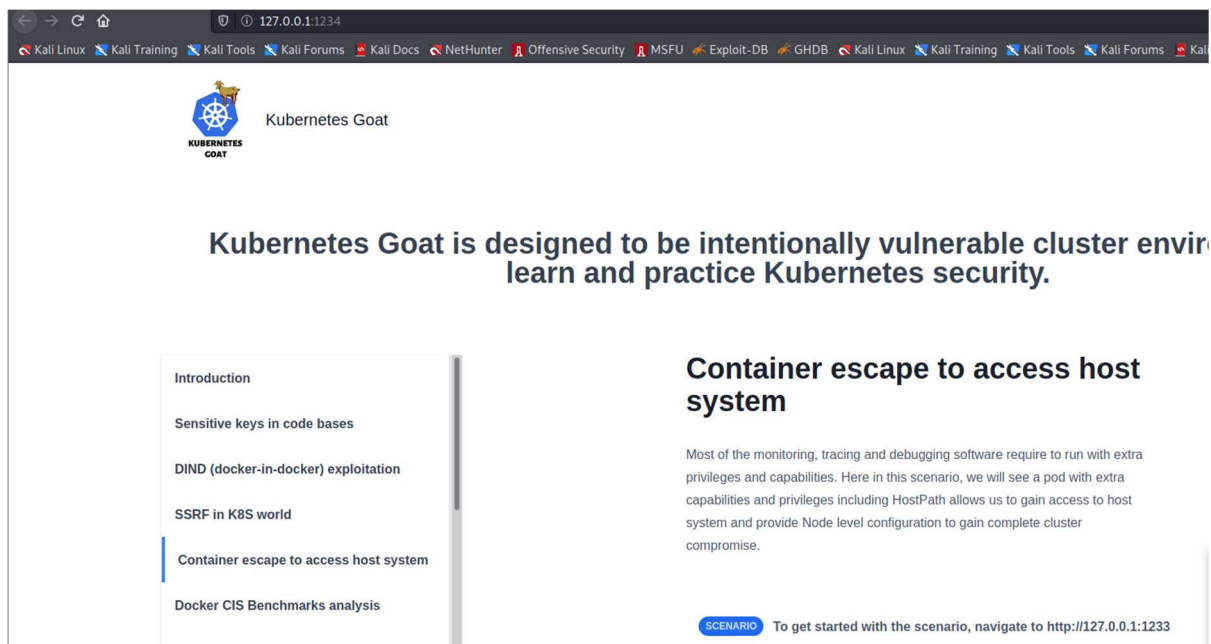 127.0.0.1:1234
Kali Linux Kali Training Kali Tools Kali Forums Kali Docs NetHunter Offensive Security MSFU Exploit-DB GHDB Kali Linux Kali Training Kali Tools Kali Forums Kali
Kubernetes Goat
KUBERNETES
GOAT
Kubernetes Goat is designed to be intentionally vulnerable cluster envir
learn and practice Kubernetes security.
Introduction
Sensitive keys in code bases
DIND (docker-in-docker) exploitation
SSRF in K8S world
Container escape to access host system
Docker CIS Benchmarks analysis
Container escape to access host
system
Most of the monitoring, tracing and debugging software require to run with extra
privileges and capabilities. Here in this scenario, we will see a pod with extra
capabilities and privileges including HostPath allows us to gain access to host
system and provide Node level configuration to gain complete cluster
compromise.
SCENARIO To get started with the scenario, navigate to http://127.0.0.1:1233